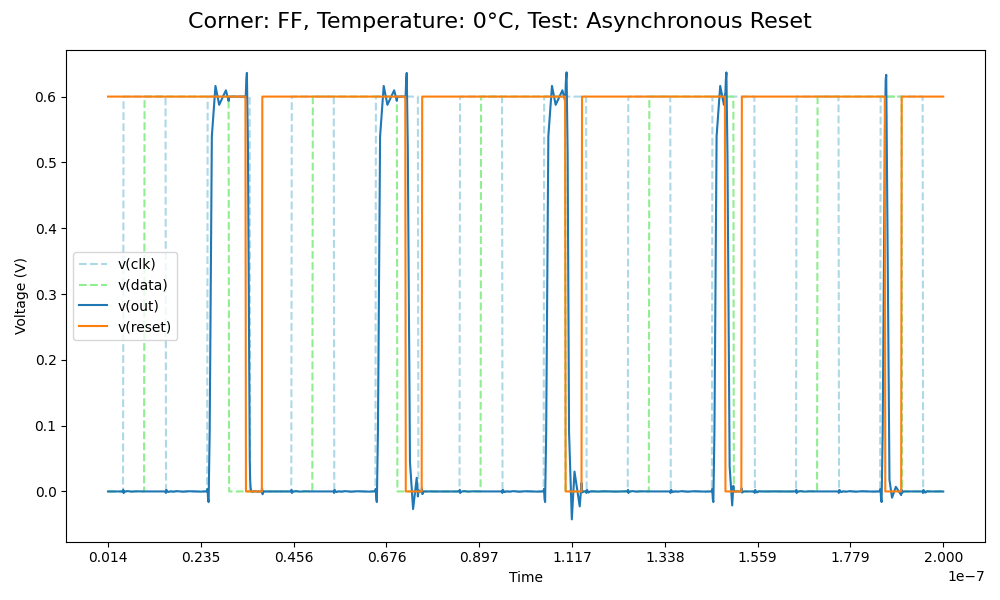 Corner: FF, Temperature: 0°C, Test: Asynchronous Reset
Voltage (V)
0.6
0.5
0.4
0.3
0.2
0.1
0.0
v(clk)
v(data)
v(out)
v(reset)
0.014 0.235 0.456 0.676 0.897 1.117 1.338 1.559 1.779 2.000
Time
1e−7